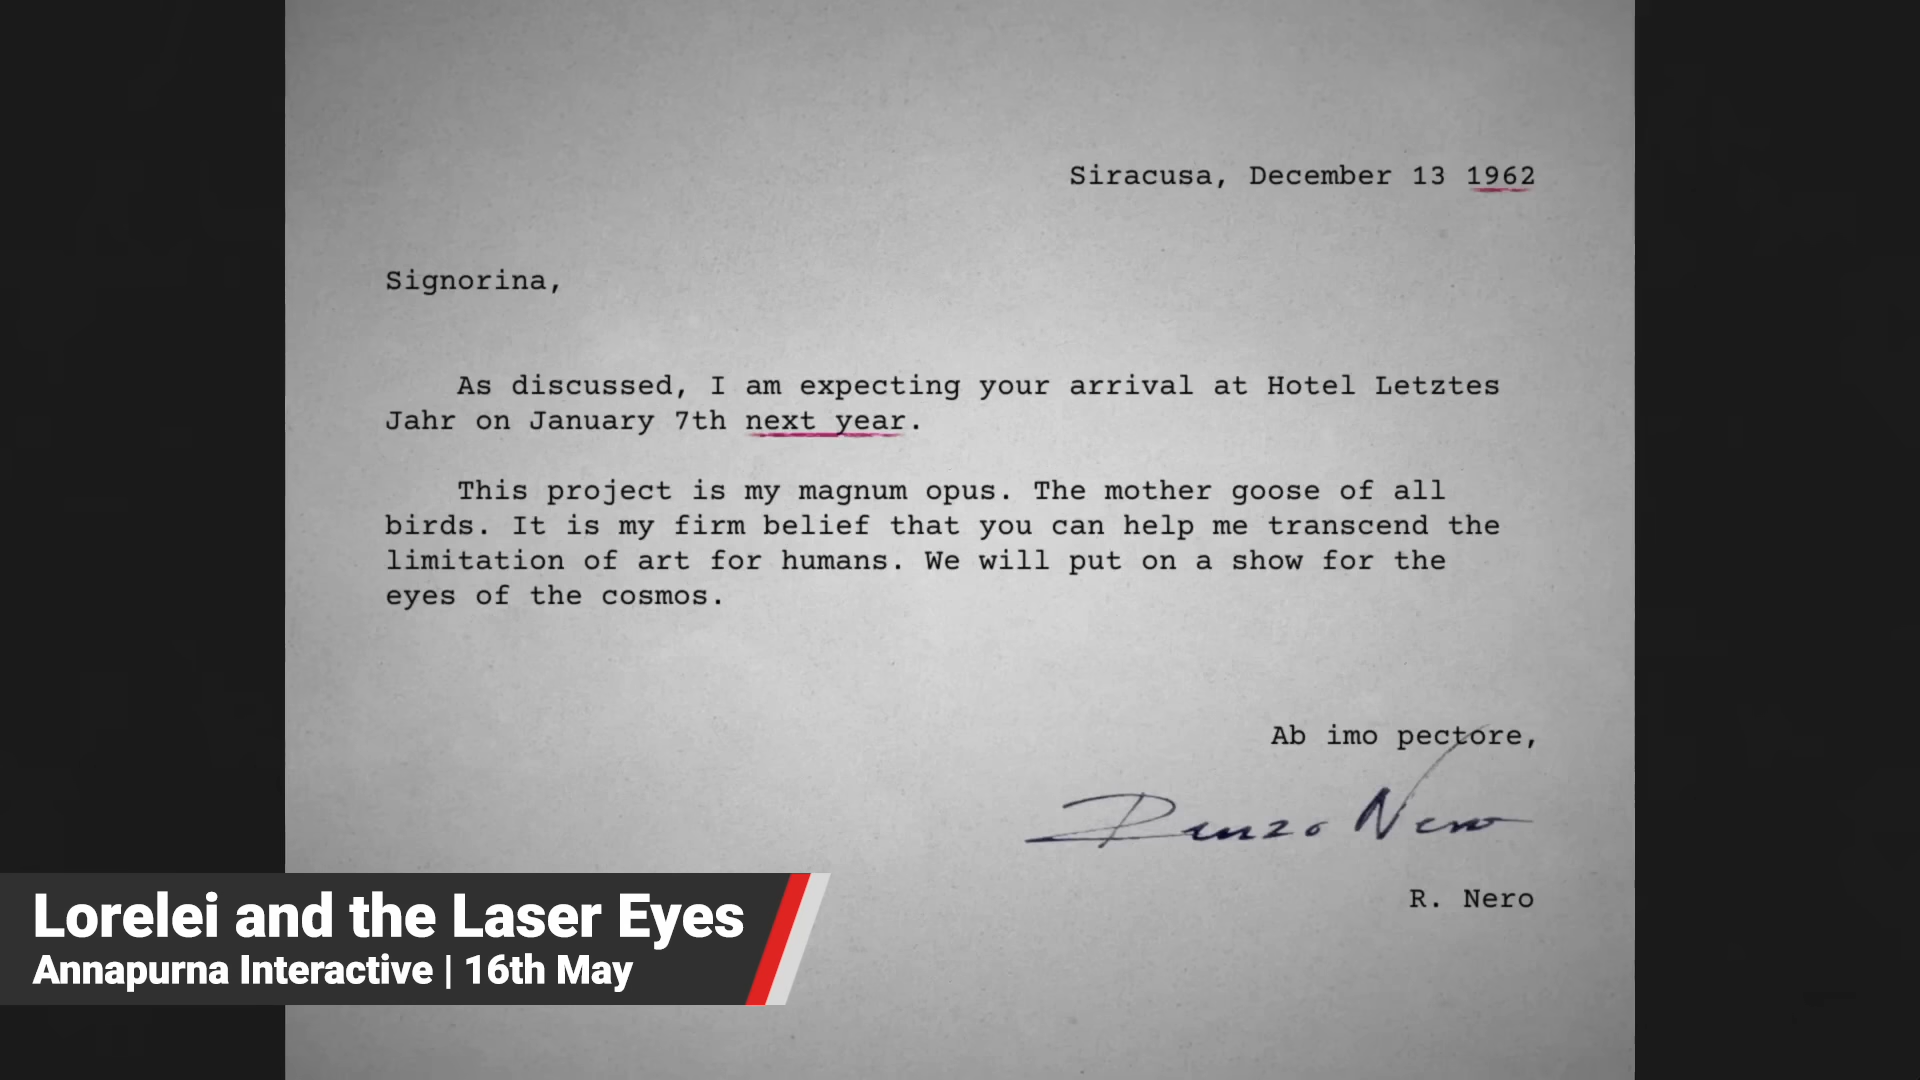 Siracusa, December 13 1962
Signorina,
As discussed, I am expecting your arrival at Hotel Letztes
Jahr on January 7th next year.
This project is my magnum opus. The mother goose of all
birds. It is my firm belief that you can help me transcend the
limitation of art for humans. We will put on a show for the
eyes of the cosmos.
Ab imo pectore,
Renzo Nero
R. Nero
Lorelei and the Laser Eyes
Annapurna Interactive | 16th May